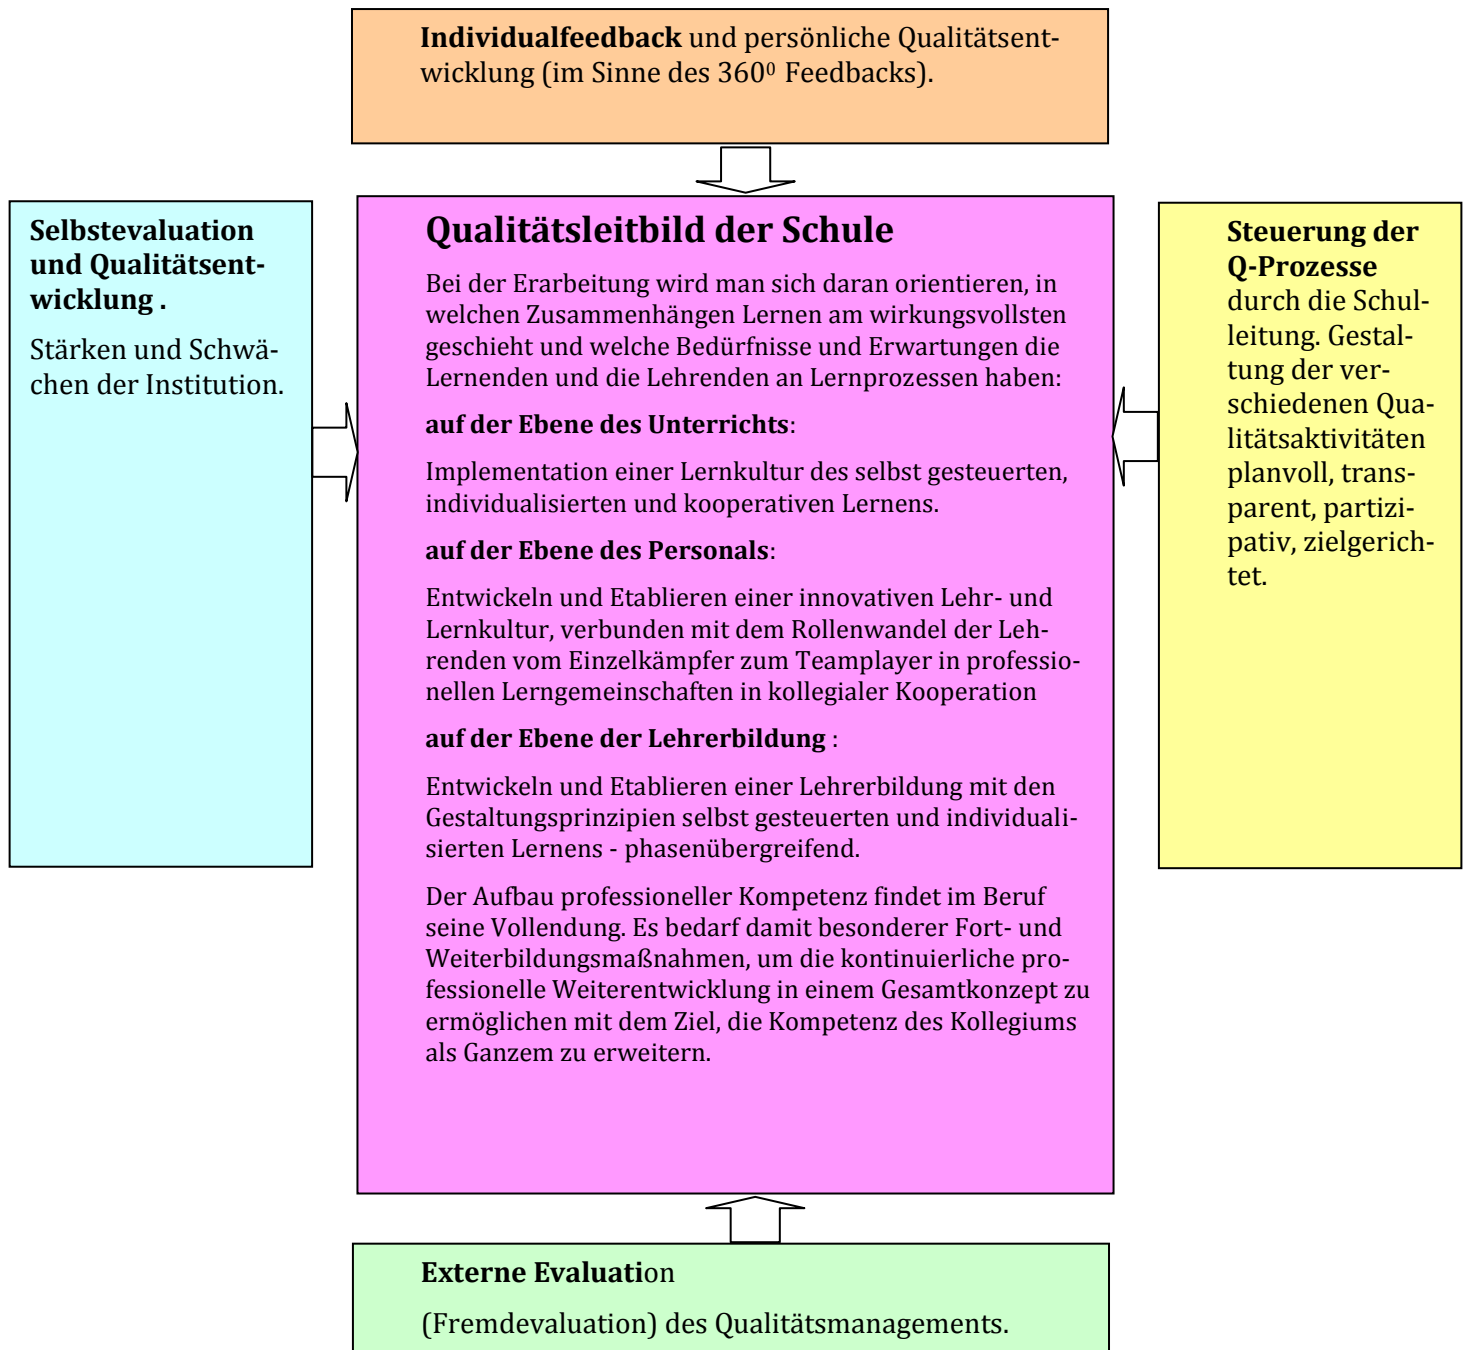 Individualfeedback und persönliche Qualitätsent-
wicklung (im Sinne des 360⁰ Feedbacks).
Selbstevaluation
und Qualitätsent-
wicklung .
Stärken und Schwä-
chen der Institution.
Qualitätsleitbild der Schule
Bei der Erarbeitung wird man sich daran orientieren, in
welchen Zusammenhängen Lernen am wirkungsvollsten
geschieht und welche Bedürfnisse und Erwartungen die
Lernenden und die Lehrenden an Lernprozessen haben:
auf der Ebene des Unterrichts:
Implementation einer Lernkultur des selbst gesteuerten,
individualisierten und kooperativen Lernens.
auf der Ebene des Personals:
Entwickeln und Etablieren einer innovativen Lehr- und
Lernkultur, verbunden mit dem Rollenwandel der Leh-
renden vom Einzelkämpfer zum Teamplayer in professio-
nellen Lerngemeinschaften in kollegialer Kooperation
auf der Ebene der Lehrerbildung :
Entwickeln und Etablieren einer Lehrerbildung mit den
Gestaltungsprinzipien selbst gesteuerten und individuali-
sierten Lernens - phasenübergreifend.
Der Aufbau professioneller Kompetenz findet im Beruf
seine Vollendung. Es bedarf damit besonderer Fort- und
Weiterbildungsmaßnahmen, um die kontinuierliche pro-
fessionelle Weiterentwicklung in einem Gesamtkonzept zu
ermöglichen mit dem Ziel, die Kompetenz des Kollegiums
als Ganzem zu erweitern.
Steuerung der
Q-Prozesse
durch die Schul-
leitung. Gestal-
tung der ver-
schiedenen Qua-
litätsaktivitäten
planvoll, trans-
parent, partizi-
pativ, zielgerich-
tet.
Externe Evaluation
(Fremdevaluation) des Qualitätsmanagements.